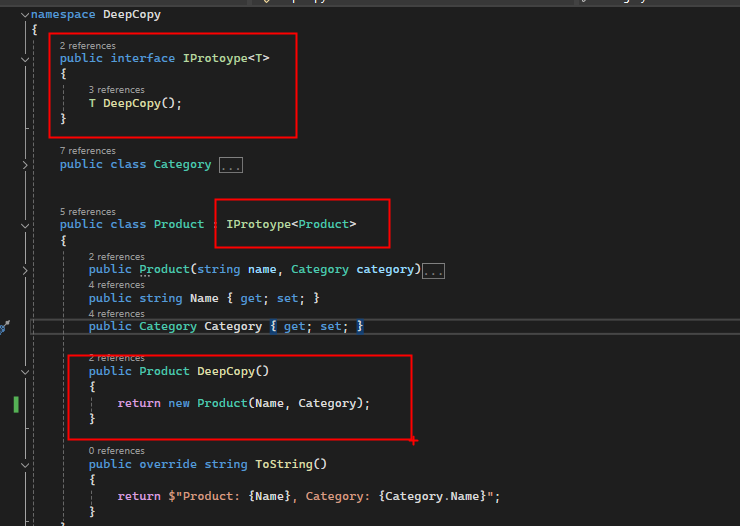 namespace DeepCopy
{
2 references
public interface IProtoype<T>
{
3 references
T DeepCopy();
}
7 references
public class Category ...
5 references
public class Product : IProtoype<Product>
{
2 references
public Product(string name, Category category)...
4 references
public string Name { get; set; }
4 references
public Category Category { get; set; }
2 references
public Product DeepCopy()
{
return new Product(Name, Category);
}
0 references
public override string ToString()
{
return $"Product: {Name}, Category: {Category.Name}";
}